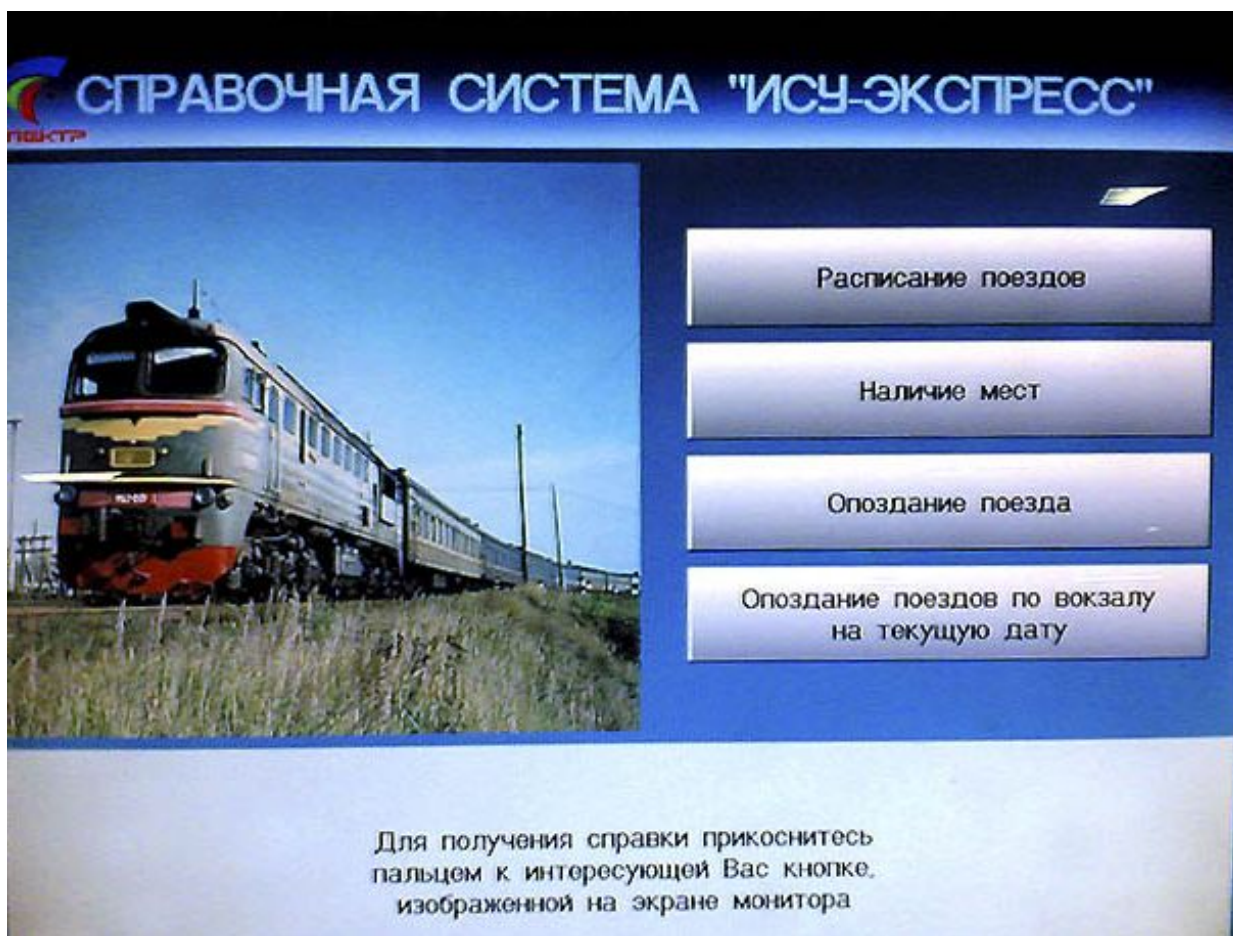 СПРАВОЧНАЯ СИСТЕМА "ИСУ-ЭКСПРЕСС"
Расписание поездов
Наличие мест
Опоздание поезда
Опоздание поездов по вокзалу
на текущую дату
Для получения справки прикоснитесь
пальцем к интересующей Вас кнопке,
изображенной на экране монитора